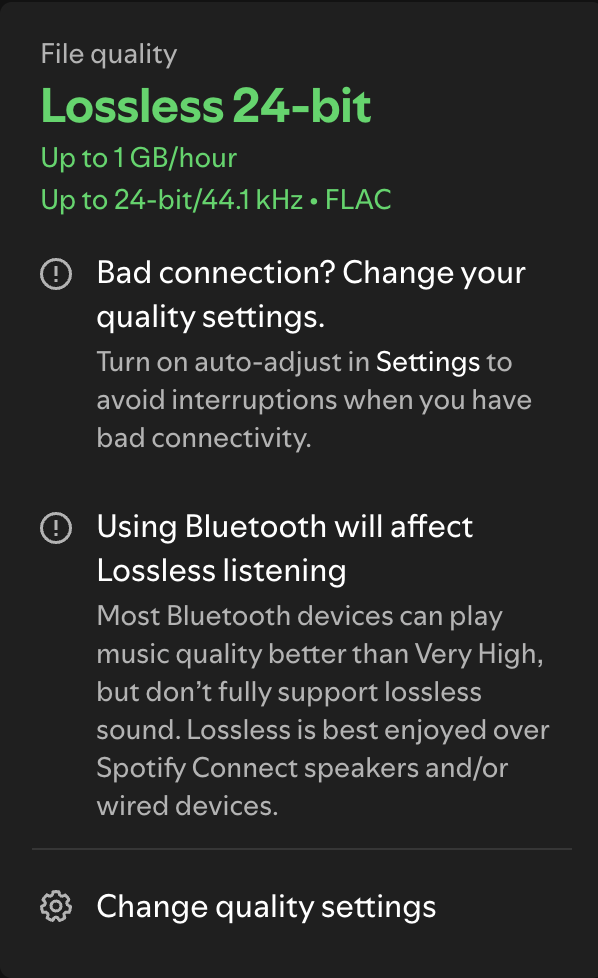 File quality
Lossless 24-bit
Up to 1 GB/hour
Up to 24-bit/44.1 kHz • FLAC
Bad connection? Change your
quality settings.
Turn on auto-adjust in Settings to
avoid interruptions when you have
bad connectivity.
Using Bluetooth will affect
Lossless listening
Most Bluetooth devices can play
music quality better than Very High,
but don’t fully support lossless
sound. Lossless is best enjoyed over
Spotify Connect speakers and/or
wired devices.
Change quality settings